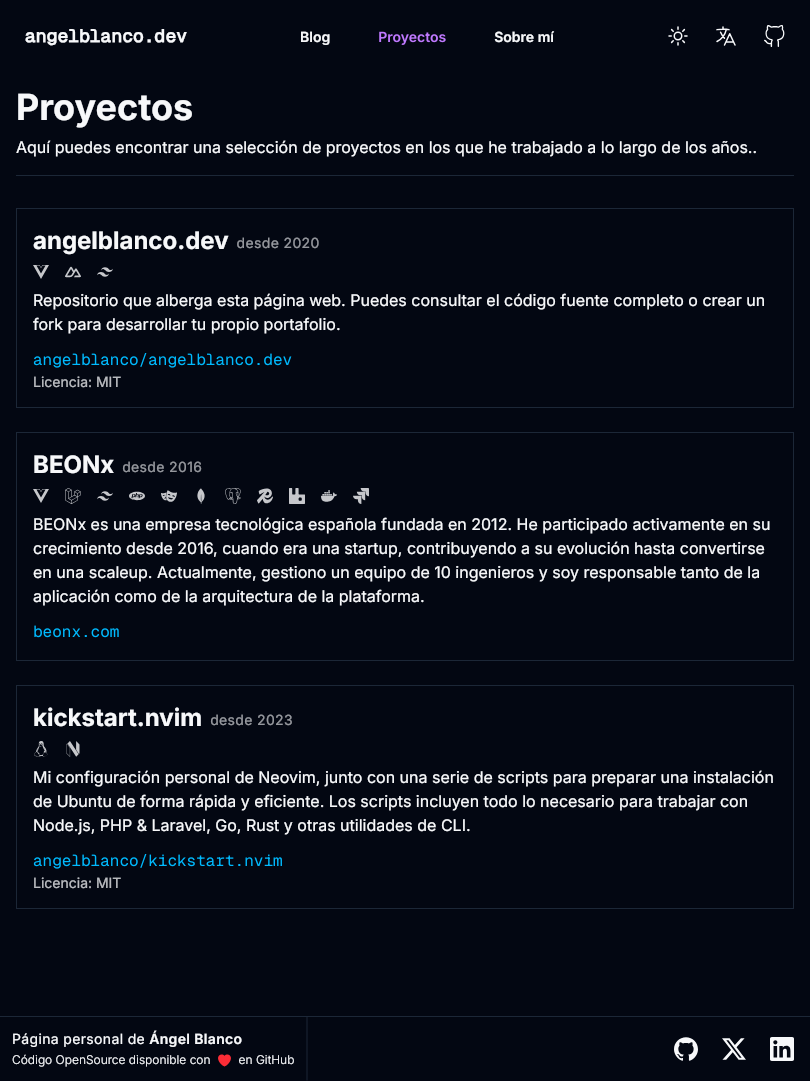 angelblanco.dev
Blog
Proyectos
Sobre mí
Proyectos
Aquí puedes encontrar una selección de proyectos en los que he trabajado a lo largo de los años..
angelblanco.dev desde 2020
Repositorio que alberga esta página web. Puedes consultar el código fuente completo o crear un
fork para desarrollar tu propio portafolio.
angelblanco/angelblanco.dev
Licencia: MIT
BEONx desde 2016
php
BEONx es una empresa tecnológica española fundada en 2012. He participado activamente en su
crecimiento desde 2016, cuando era una startup, contribuyendo a su evolución hasta convertirse
en una scaleup. Actualmente, gestiono un equipo de 10 ingenieros y soy responsable tanto de la
aplicación como de la arquitectura de la plataforma.
beonx.com
kickstart.nvim desde 2023
Mi configuración personal de Neovim, junto con una serie de scripts para preparar una instalación
de Ubuntu de forma rápida y eficiente. Los scripts incluyen todo lo necesario para trabajar con
Node.js, PHP & Laravel, Go, Rust y otras utilidades de CLI.
angelblanco/kickstart.nvim
Licencia: MIT
Página personal de Ángel Blanco
Código OpenSource disponible con ❤️ en GitHub